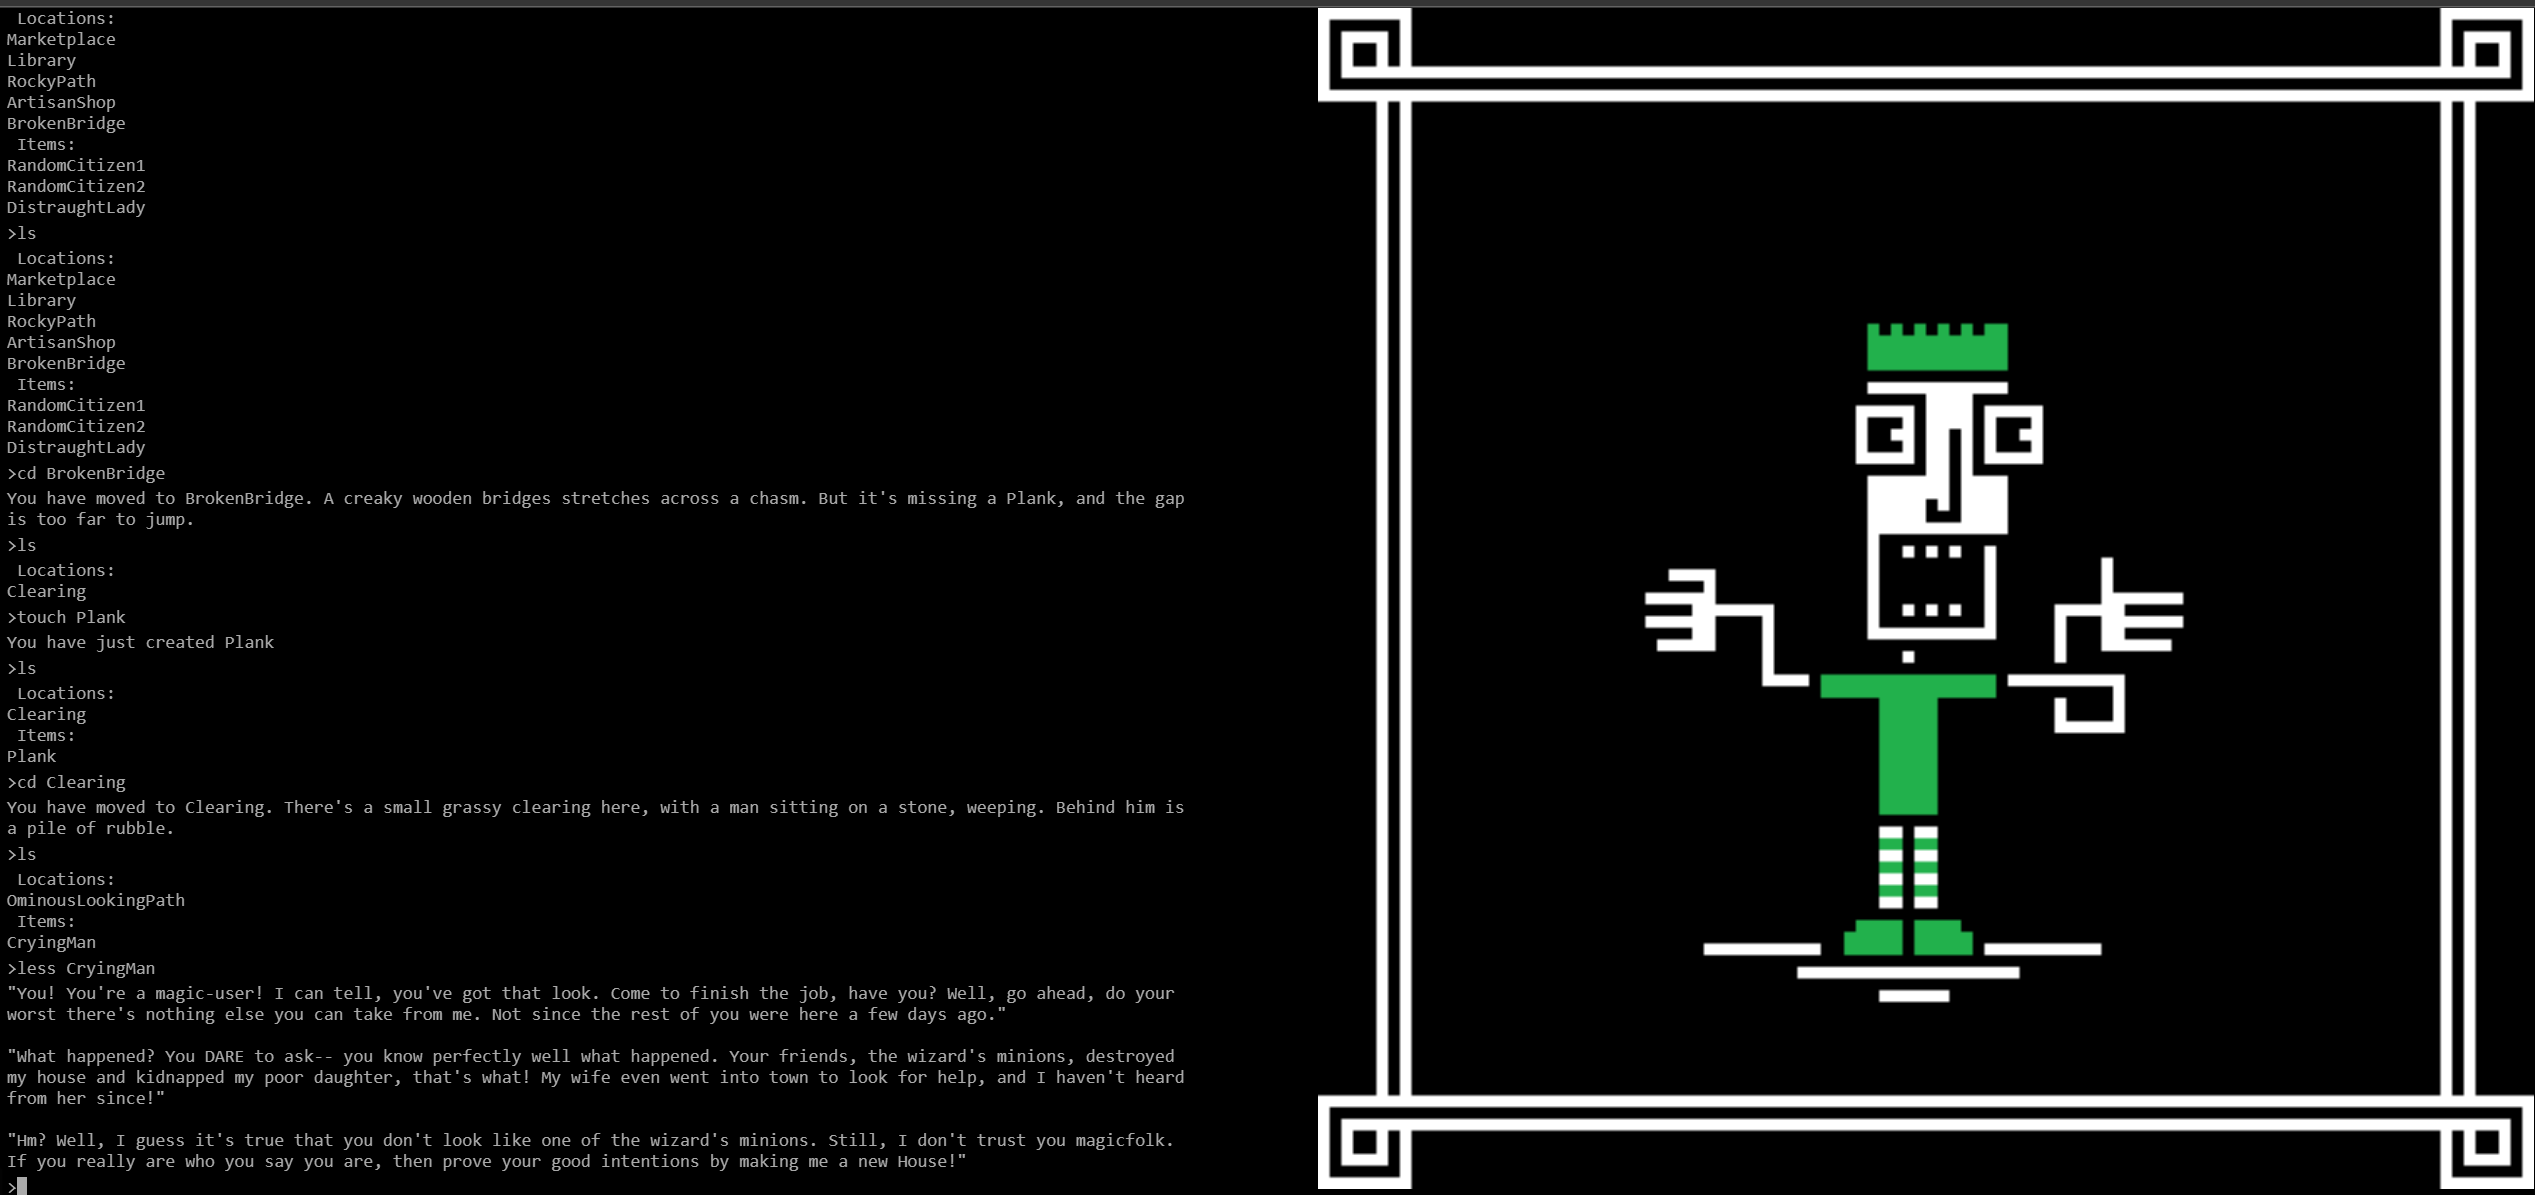 Locations:
Marketplace
Library
RockyPath
ArtisanShop
BrokenBridge
Items:
RandomCitizen1
RandomCitizen2
DistraughtLady
>ls
Locations:
Marketplace
Library
RockyPath
ArtisanShop
BrokenBridge
Items:
RandomCitizen1
RandomCitizen2
DistraughtLady
>cd BrokenBridge
You have moved to BrokenBridge. A creaky wooden bridges stretches across a chasm. But it's missing a Plank, and the gap
is too far to jump.
>ls
Locations:
Clearing
>touch Plank
You have just created Plank
>ls
Locations:
Clearing
Items:
Plank
>cd Clearing
You have moved to Clearing. There's a small grassy clearing here, with a man sitting on a stone, weeping. Behind him is
a pile of rubble.
>ls
Locations:
OminousLookingPath
Items:
CryingMan
>less CryingMan
"You! You're a magic-user! I can tell, you've got that look. Come to finish the job, have you? Well, go ahead, do your
worst there's nothing else you can take from me. Not since the rest of you were here a few days ago."
"What happened? You DARE to ask-- you know perfectly well what happened. Your friends, the wizard's minions, destroyed
my house and kidnapped my poor daughter, that's what! My wife even went into town to look for help, and I haven't heard
from her since!"
"Hm? Well, I guess it's true that you don't look like one of the wizard's minions. Still, I don't trust you magicfolk.
If you really are who you say you are, then prove your good intentions by making me a new House!"
>